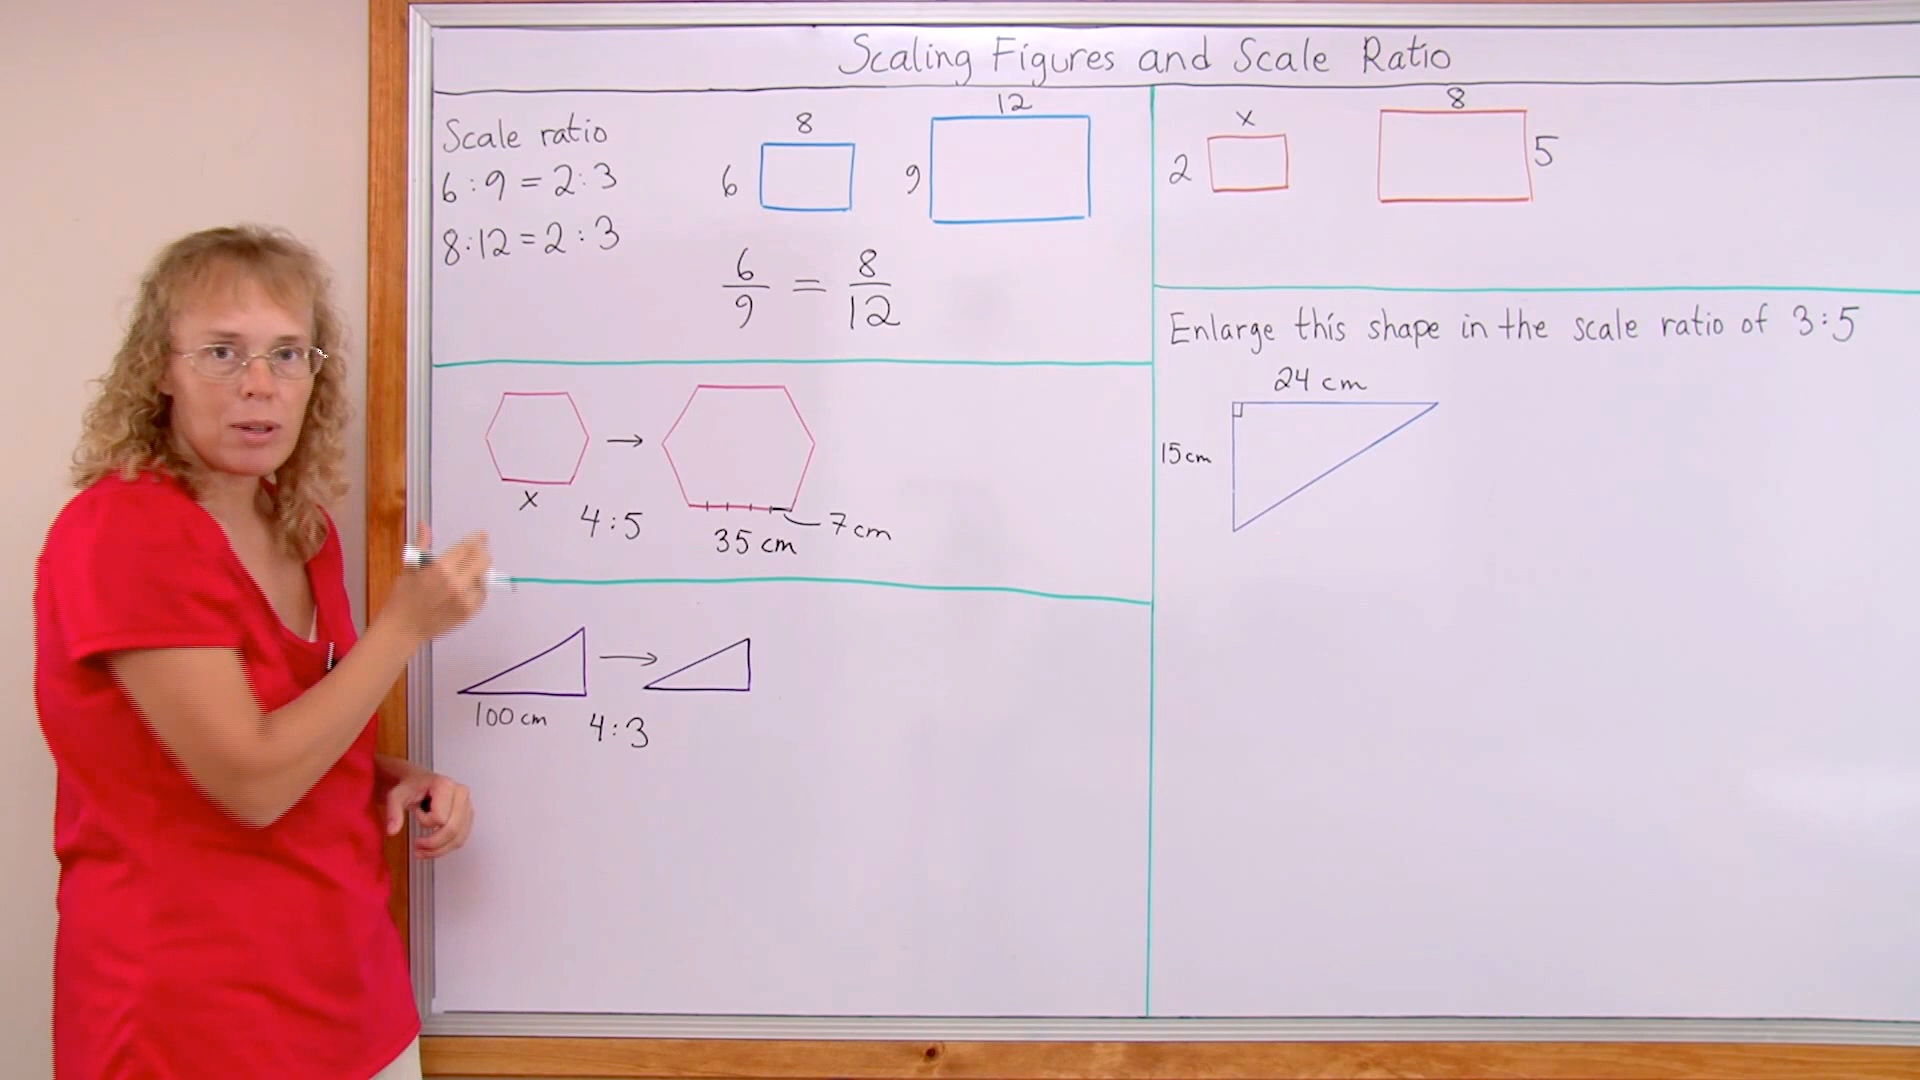 Scaling Figures and Scale Ratio
Scale ratio
6 : 9 = 2 : 3
8 : 12 = 2 : 3
8
6
12
9
6/9 = 8/12
x
4 : 5
35 cm
7 cm
100 cm
4 : 3
x
2
8
5
Enlarge this shape in the scale ratio of 3 : 5
24 cm
15 cm